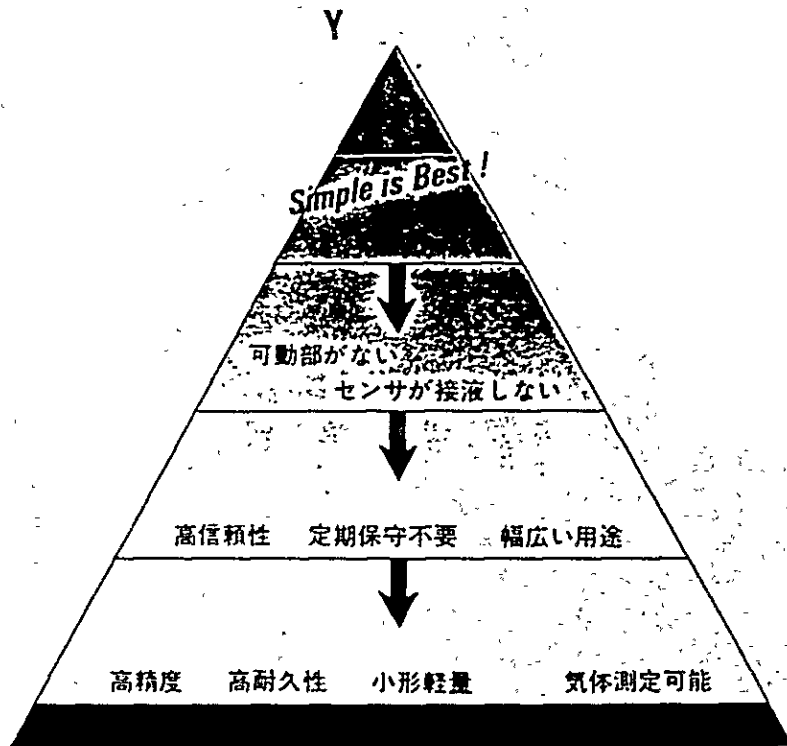 Y
Simple is Best !
可動部がない
センサが接液しない
高信頼性 定期保守不要 幅広い用途
高精度 高耐久性 小形軽量 気体測定可能